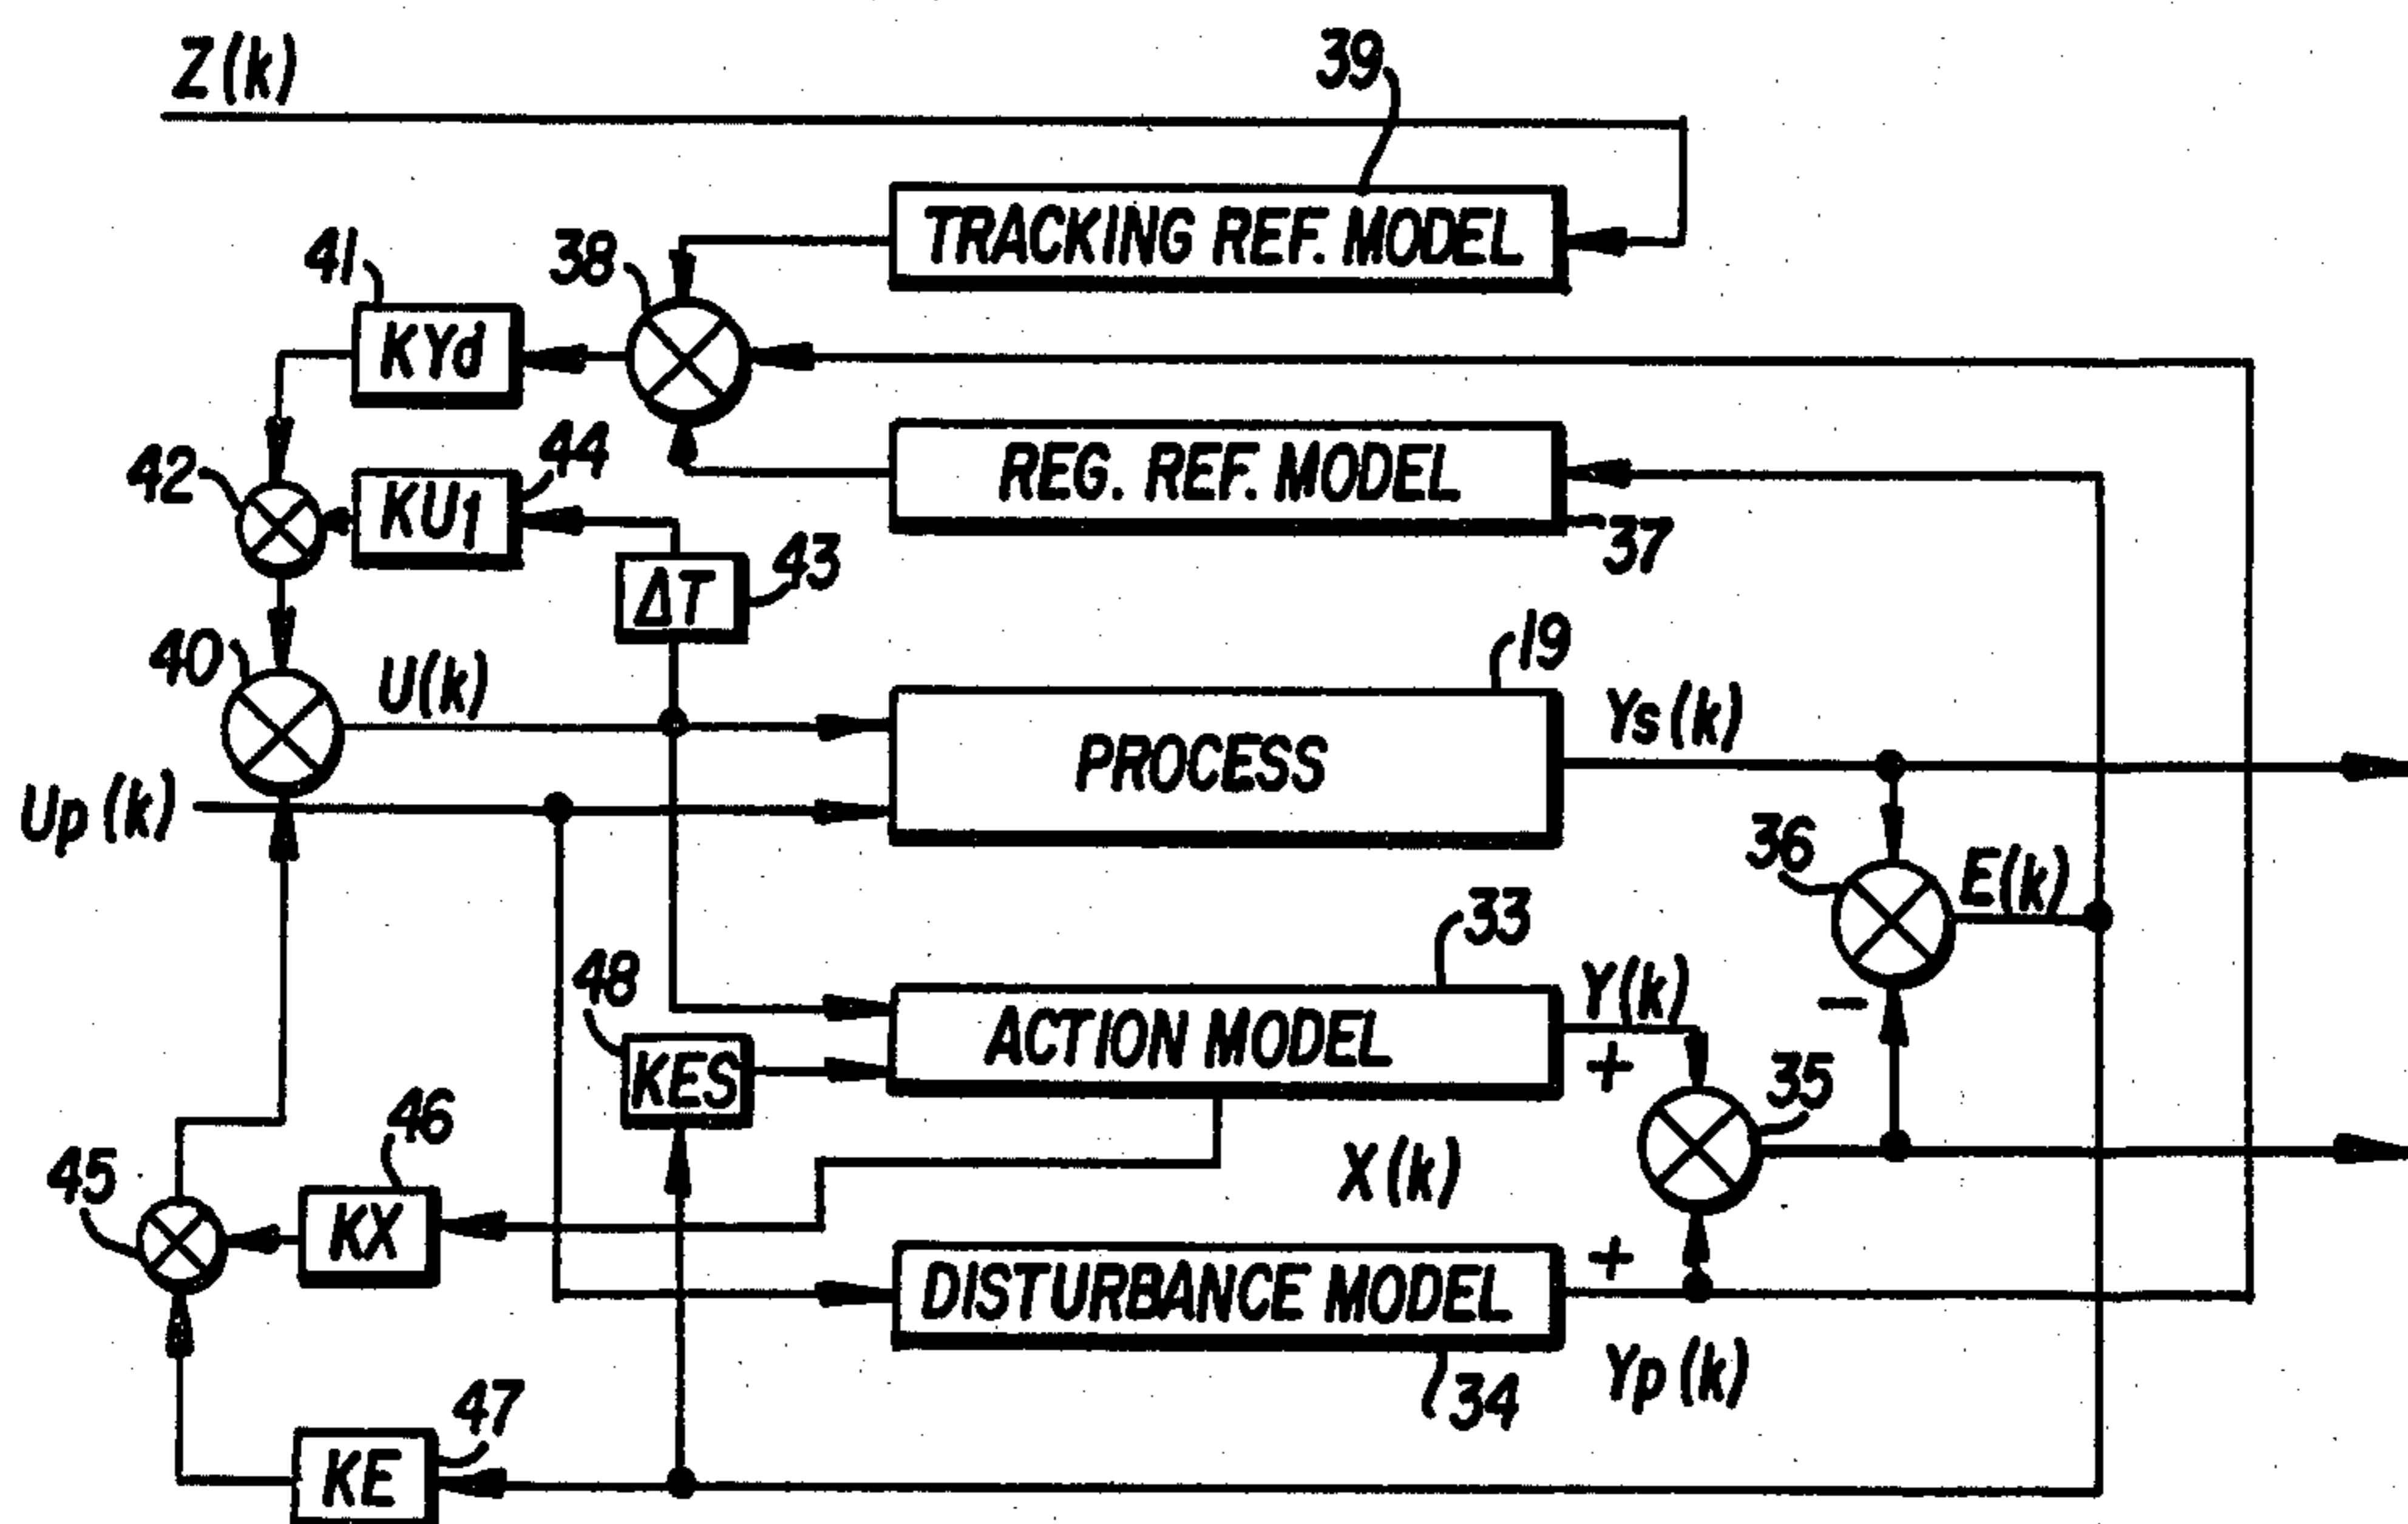 Z(k)
39
TRACKING REF. MODEL
41
38
KYd
42
44
KU1
REG. REF. MODEL
37
ΔT
43
40
U(k)
19
PROCESS
Ys(k)
Up(k)
36
E(k)
33
48
ACTION MODEL
Y(k)
−
+
KES
35
46
45
KX
X(k)
+
DISTURBANCE MODEL
34
Yp(k)
47
KE